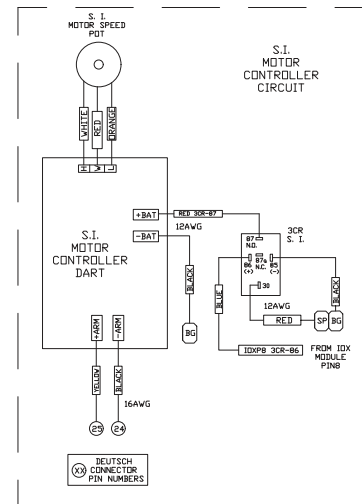 S. I.
MOTOR SPEED
POT
S.I.
MOTOR
CONTROLLER
CIRCUIT
WHITE
RED
ORANGE
H
W
L
S.I.
MOTOR
CONTROLLER
DART
+BAT
RED 3CR-87
12AWG
-BAT
BLACK
BG
3CR
S. I.
87
N.O.
87a
N.C.
86
(+)
85
(-)
30
BLUE
12AWG
RED
BLACK
SP
BG
IOXP8 3CR-86
FROM IOX
MODULE
PIN8
+ARM
-ARM
YELLOW
BLACK
16AWG
25
24
XX
DEUTSCH
CONNECTOR
PIN NUMBERS